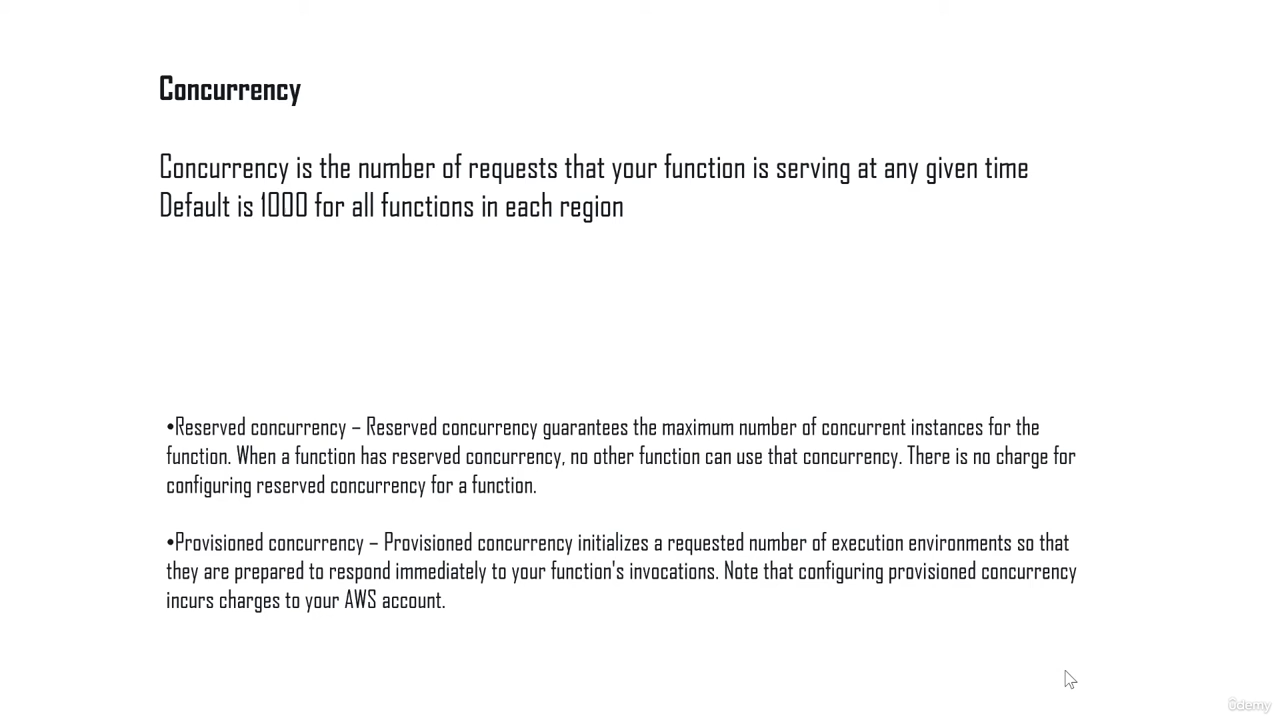 Concurrency
Concurrency is the number of requests that your function is serving at any given time
Default is 1000 for all functions in each region
•Reserved concurrency – Reserved concurrency guarantees the maximum number of concurrent instances for the
function. When a function has reserved concurrency, no other function can use that concurrency. There is no charge for
configuring reserved concurrency for a function.
•Provisioned concurrency – Provisioned concurrency initializes a requested number of execution environments so that
they are prepared to respond immediately to your function's invocations. Note that configuring provisioned concurrency
incurs charges to your AWS account.
ûdemy